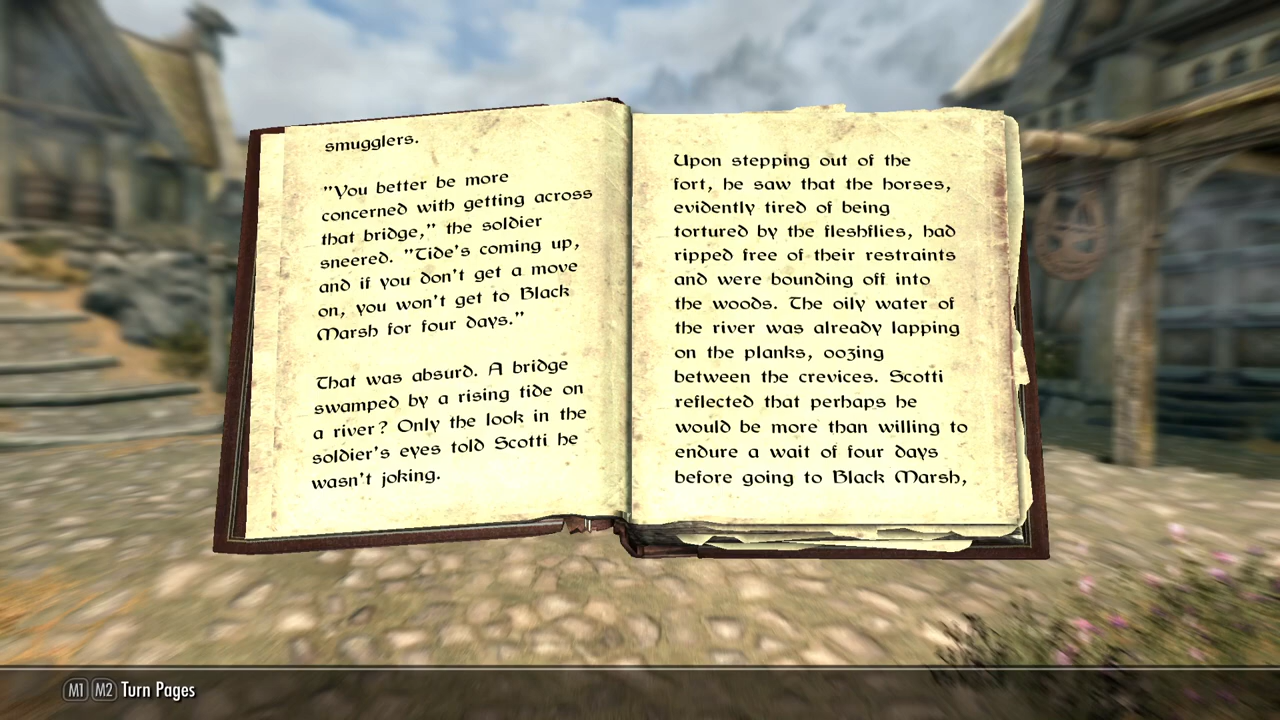 smugglers.
"You better be more
concerned with getting across
that bridge," the soldier
sneered. "Tide's coming up,
and if you don't get a move
on, you won't get to Black
Marsh for four days."
That was absurd. A bridge
swamped by a rising tide on
a river? Only the look in the
soldier's eyes told Scotti he
wasn't joking.
Upon stepping out of the
fort, he saw that the horses,
evidently tired of being
tortured by the fleshflies, had
ripped free of their restraints
and were bounding off into
the woods. The oily water of
the river was already lapping
on the planks, oozing
between the crevices. Scotti
reflected that perhaps he
would be more than willing to
endure a wait of four days
before going to Black Marsh,
M1 M2 Turn Pages